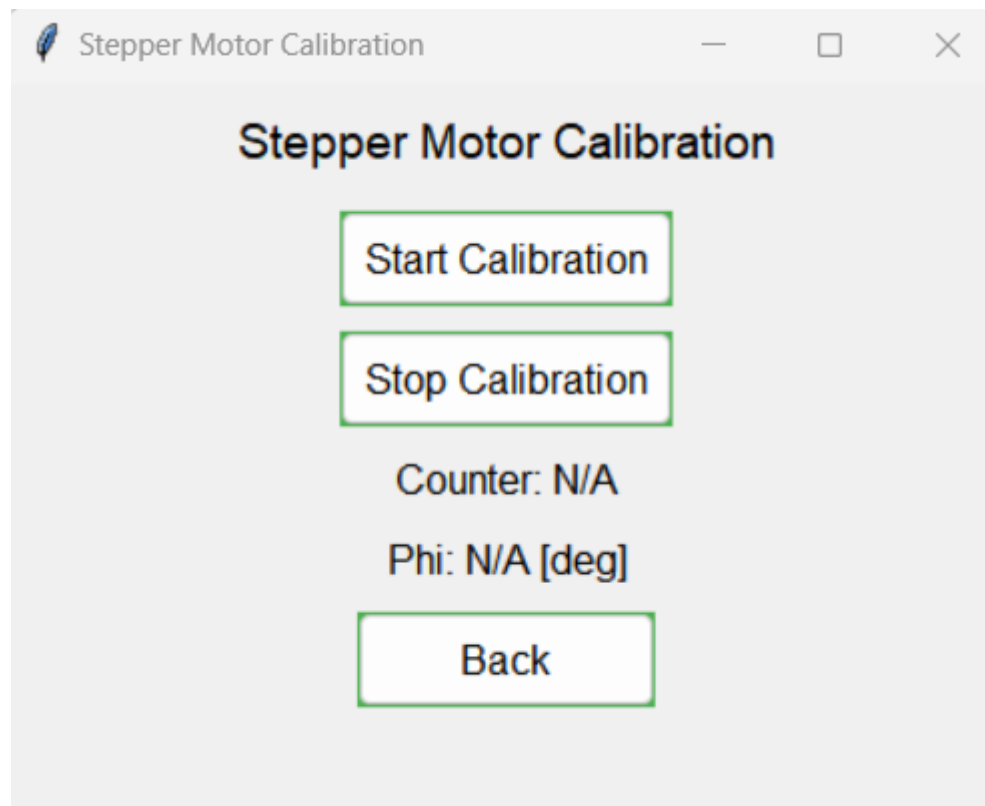 Stepper Motor Calibration
Stepper Motor Calibration
Start Calibration
Stop Calibration
Counter: N/A
Phi: N/A [deg]
Back